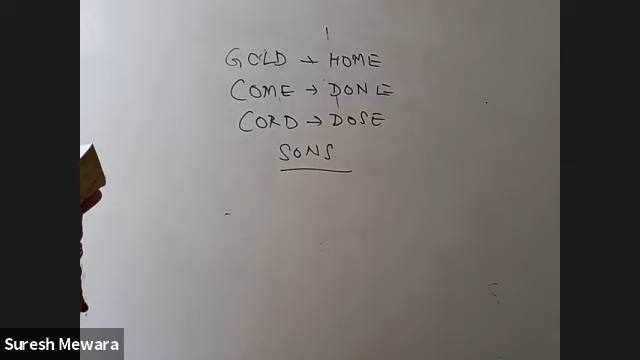 GOLD → HOME
COME → DONE
CORD → DOSE
SONS
Suresh Mewara